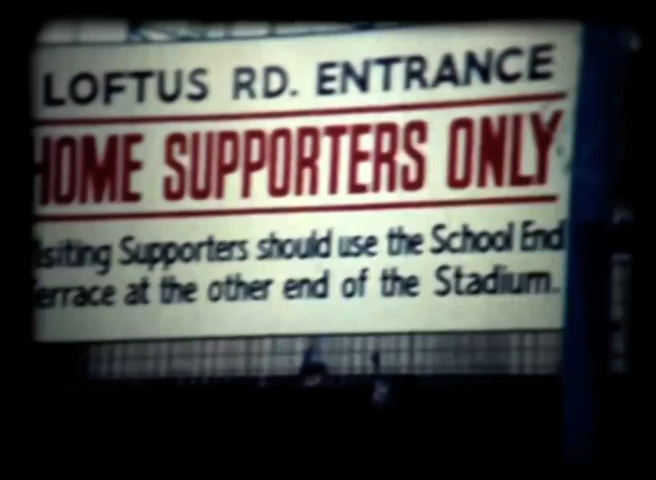 LOFTUS RD. ENTRANCE
HOME SUPPORTERS ONLY
isiting Supporters should use the School End
errace at the other end of the Stadium.